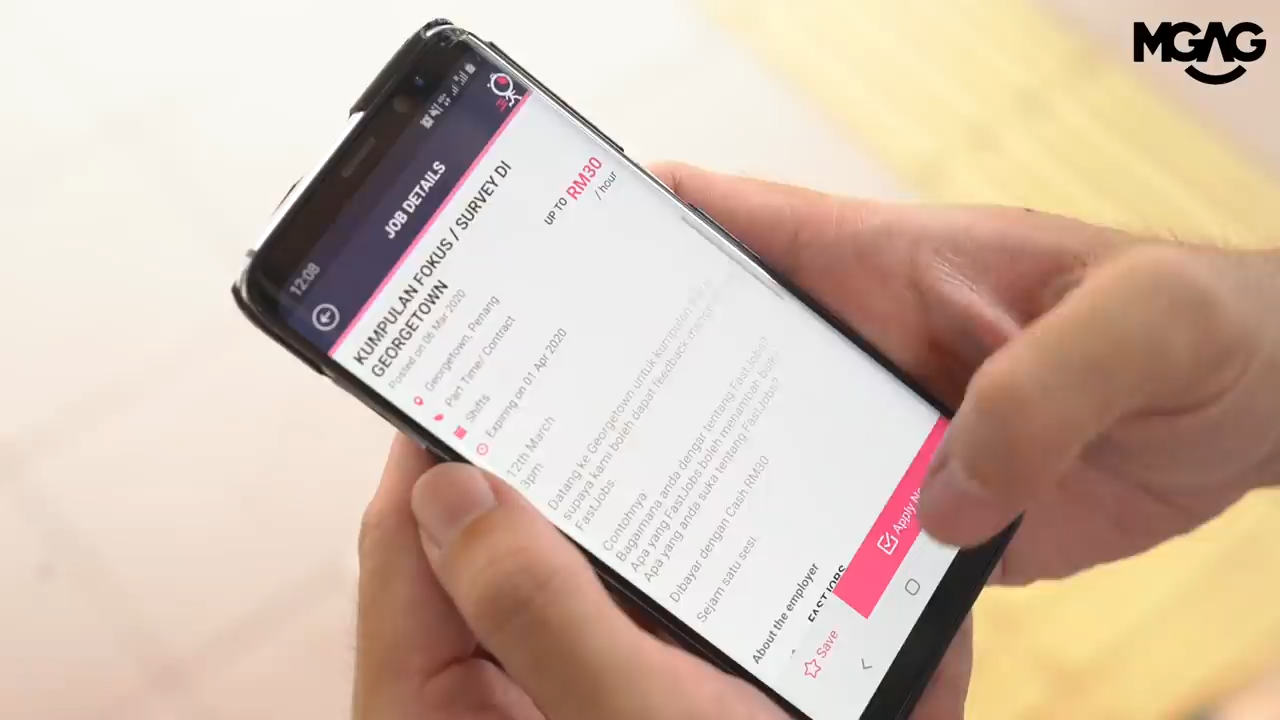 MGAG
12:08
JOB DETAILS
KUMPULAN FOKUS / SURVEY DI
GEORGETOWN
UP TO RM30
/ hour
Posted on 06 Mar 2020
Georgetown, Penang
Part Time/ Contract
Shifts
Expiring on 01 Apr 2020
12th March
3pm
Datang ke Georgetown untuk kumpulan
supaya kami boleh dapat feedback
FastJobs.
Contohnya
Bagaimana anda dengar tentang FastJobs?
Apa yang FastJobs boleh menambah baik?
Apa yang anda suka tentang FastJobs?
Dibayar dengan Cash RM30
Sejam satu sesi.
About the employer
FASTJOBS
Save
Apply